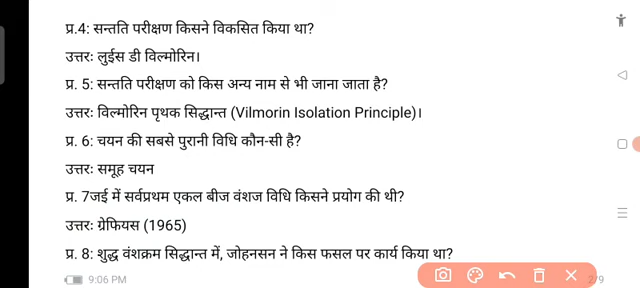 प्र.4: सन्तति परीक्षण किसने विकसित किया था?
उत्तरः लुईस डी विल्मोरिन।
प्र. 5: सन्तति परीक्षण को किस अन्य नाम से भी जाना जाता है?
उत्तरः विल्मोरिन पृथक सिद्धान्त (Vilmorin Isolation Principle)।
प्र. 6: चयन की सबसे पुरानी विधि कौन-सी है?
उत्तरः समूह चयन
प्र. 7जई में सर्वप्रथम एकल बीज वंशज विधि किसने प्रयोग की थी?
उत्तरः ग्रेफियस (1965)
प्र. 8: शुद्ध वंशक्रम सिद्धान्त में, जोहनसन ने किस फसल पर कार्य किया था?
9:06 PM
2/9